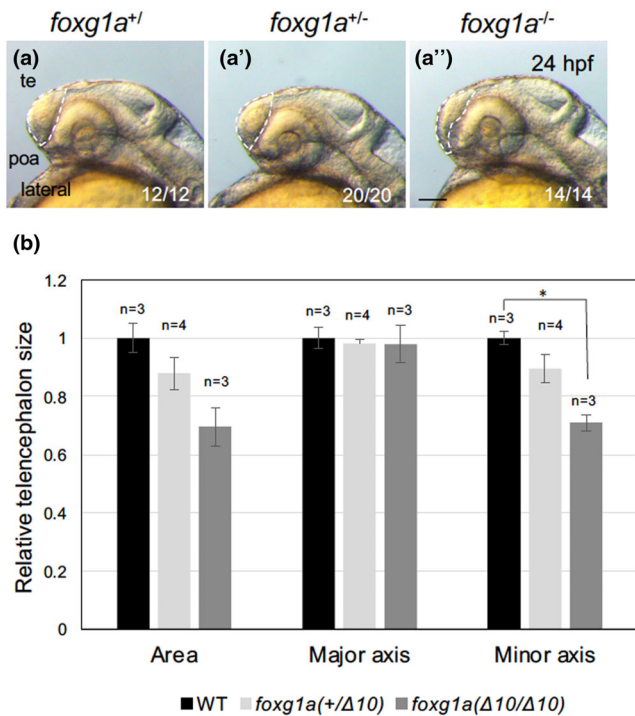 foxg1a+/ foxg1a+/- foxg1a-/-
(a) (a') (a'') 24 hpf
te
poa
lateral 12/12 20/20 14/14
(b)
Relative telencephalon size
1.2
1
0.8
0.6
0.4
0.2
0
n=3 n=4 n=3
n=3 n=4 n=3
n=3 n=4 n=3
*
Area Major axis Minor axis
WT foxg1a(+/Δ10) foxg1a(Δ10/Δ10)